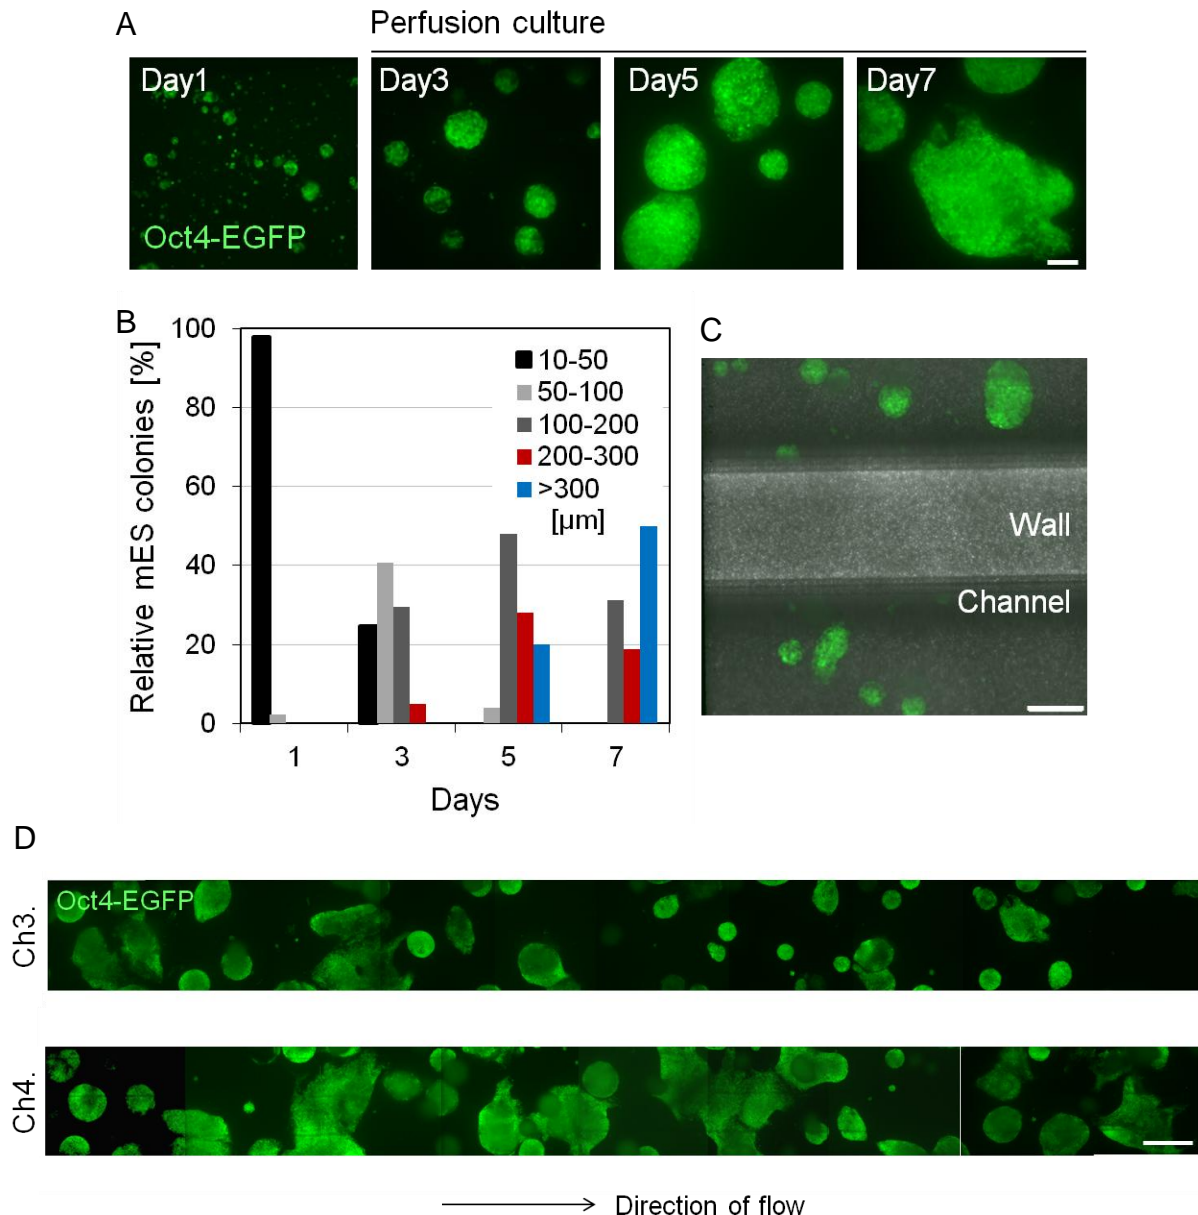 A
Perfusion culture
Day1
Day3
Day5
Day7
Oct4-EGFP
B
Relative mES colonies [%]
100
80
60
40
20
0
10-50
50-100
100-200
200-300
>300
[µm]
1
3
5
7
Days
C
Wall
Channel
D
Ch3.
Oct4-EGFP
Ch4.
Direction of flow